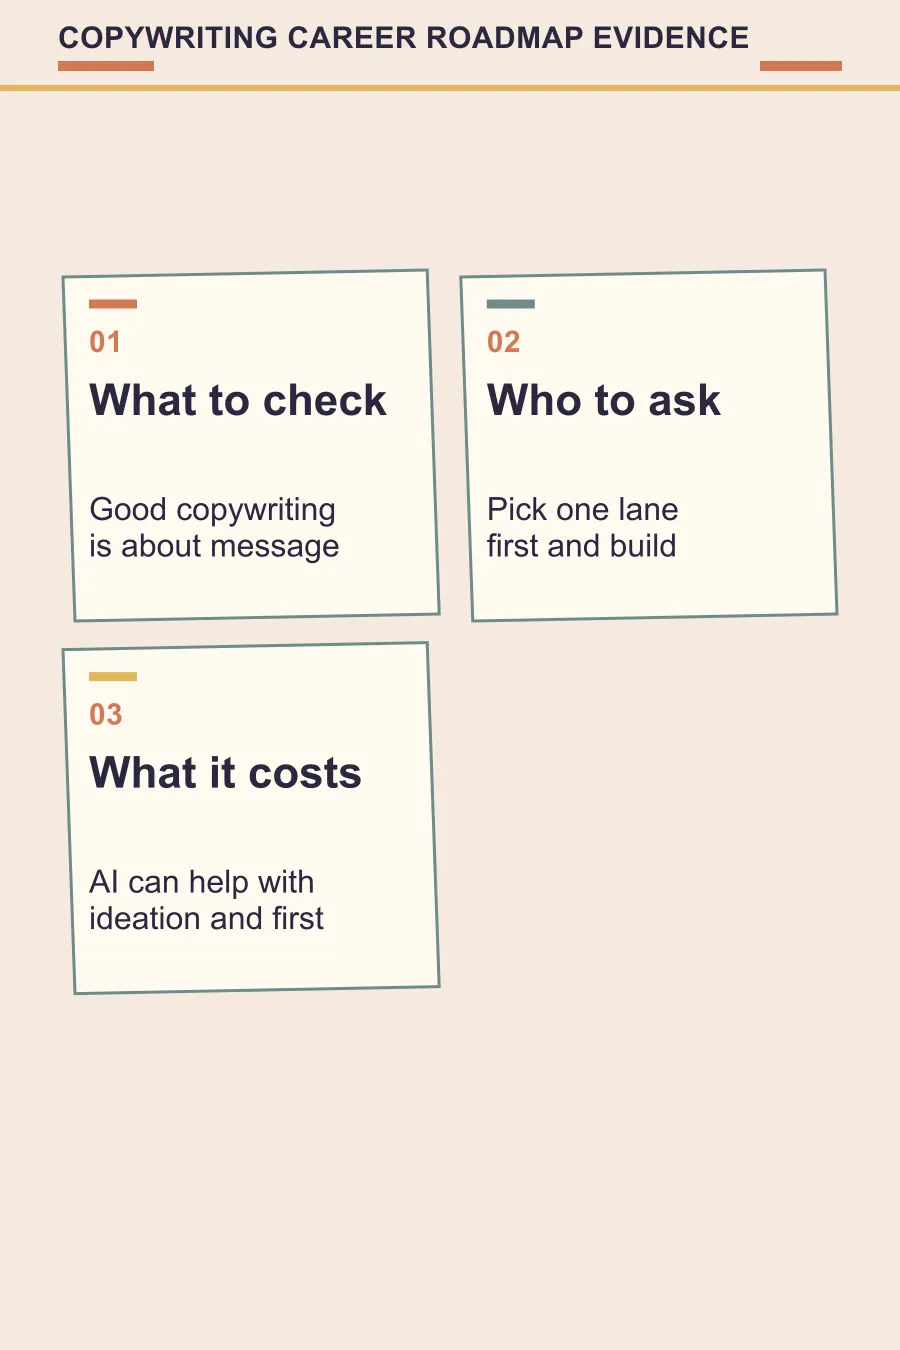 COPYWRITING CAREER ROADMAP EVIDENCE
01
What to check
Good copywriting
is about message
02
Who to ask
Pick one lane
first and build
03
What it costs
AI can help with
ideation and first